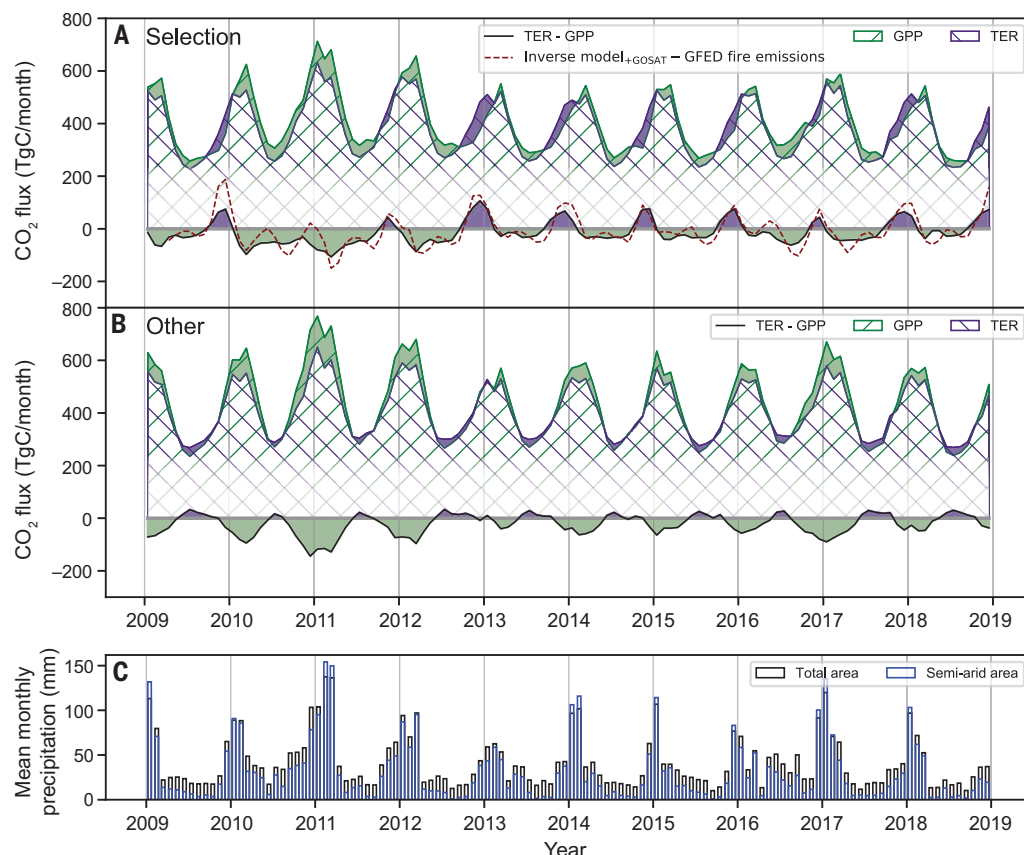 A Selection
TER - GPP
GPP
TER
Inverse model+GOSAT − GFED fire emissions
CO2 flux (TgC/month)
800
600
400
200
0
−200
B Other
TER - GPP
GPP
TER
CO2 flux (TgC/month)
800
600
400
200
0
−200
2009 2010 2011 2012 2013 2014 2015 2016 2017 2018 2019
C
Total area
Semi-arid area
Mean monthly
precipitation (mm)
150
100
50
0
2009 2010 2011 2012 2013 2014 2015 2016 2017 2018 2019
Year